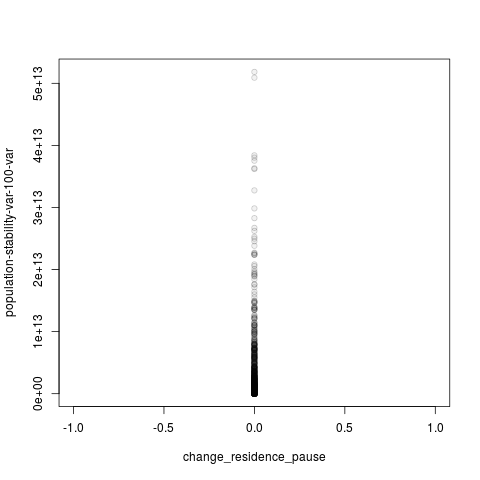 population-stability-var-100-var
5e+13
4e+13
3e+13
2e+13
1e+13
0e+00
-1.0 -0.5 0.0 0.5 1.0
change_residence_pause